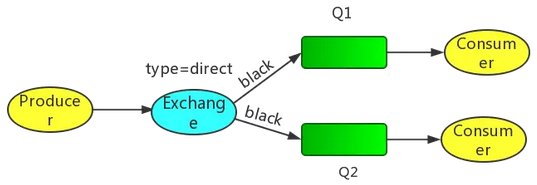 Q1
Consum
er
type=direct
black
Produce
r
Exchang
e
black
Consum
er
Q2